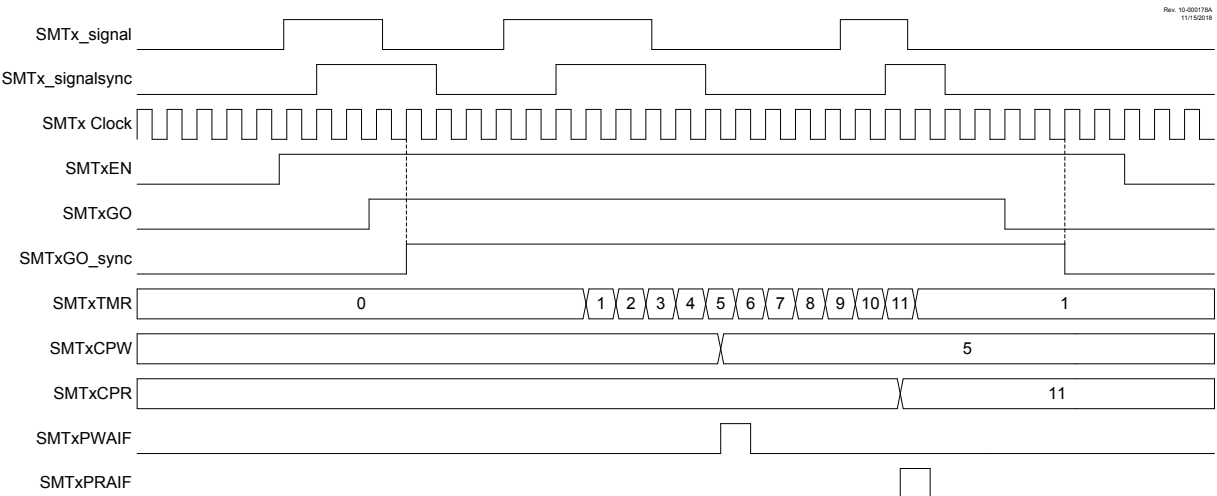 Rev. 10-000178A
11/15/2018
SMTx_signal
SMTx_signalsync
SMTx Clock
SMTxEN
SMTxGO
SMTxGO_sync
SMTxTMR 0 1 2 3 4 5 6 7 8 9 10 11 1
SMTxCPW 5
SMTxCPR 11
SMTxPWAIF
SMTxPRAIF